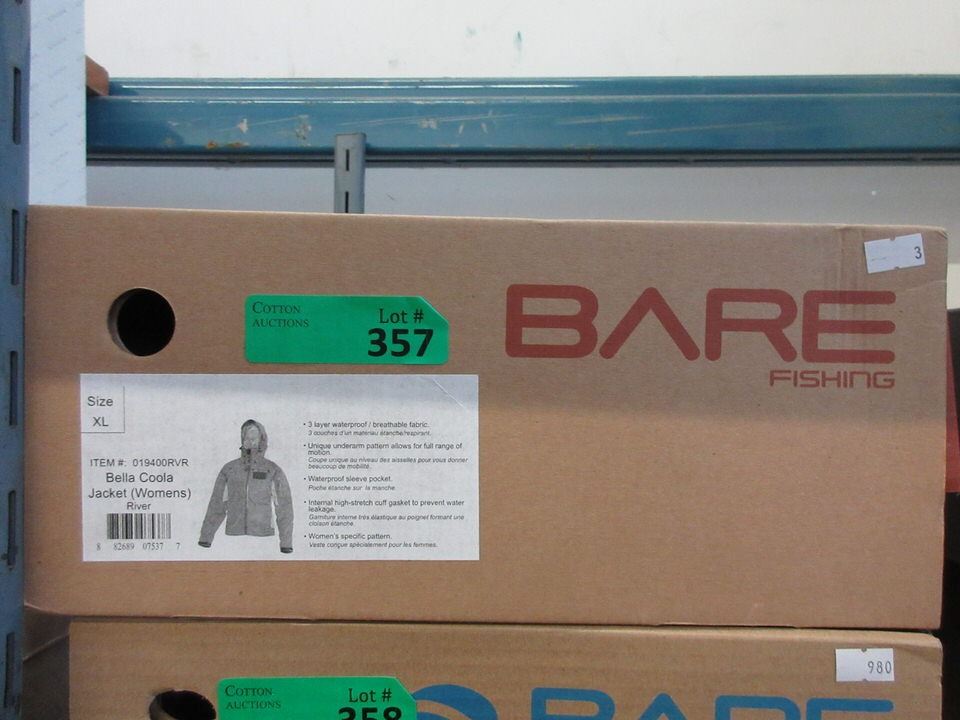 3
COTTON
AUCTIONS
Lot #
357
BARE
FISHING
Size
XL
ITEM #: 019400RVR
Bella Coola
Jacket (Womens)
River
8 82689 07537 7
• 3 layer waterproof / breathable fabric.
3 couches d'un matériau étanche/respirant.
• Unique underarm pattern allows for full range of
motion.
Coupe unique au niveau des aisselles pour vous donner
beaucoup de mobilité.
• Waterproof sleeve pocket.
Poche étanche sur la manche.
• Internal high-stretch cuff gasket to prevent water
leakage.
Garniture interne très élastique au poignet formant une
cloison étanche.
• Women's specific pattern.
Veste conçue spécialement pour les femmes.
980
COTTON
AUCTIONS
Lot #
358
BARE